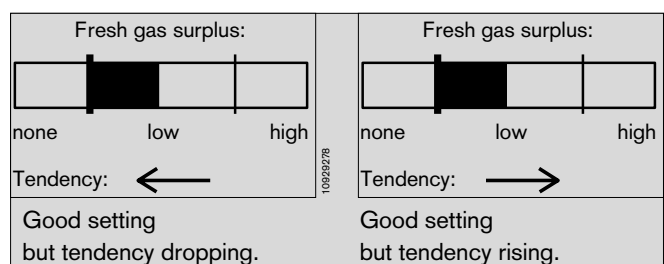 Fresh gas surplus:
none low high
Tendency:
Good setting
but tendency dropping.
10929278
Fresh gas surplus:
none low high
Tendency:
Good setting
but tendency rising.